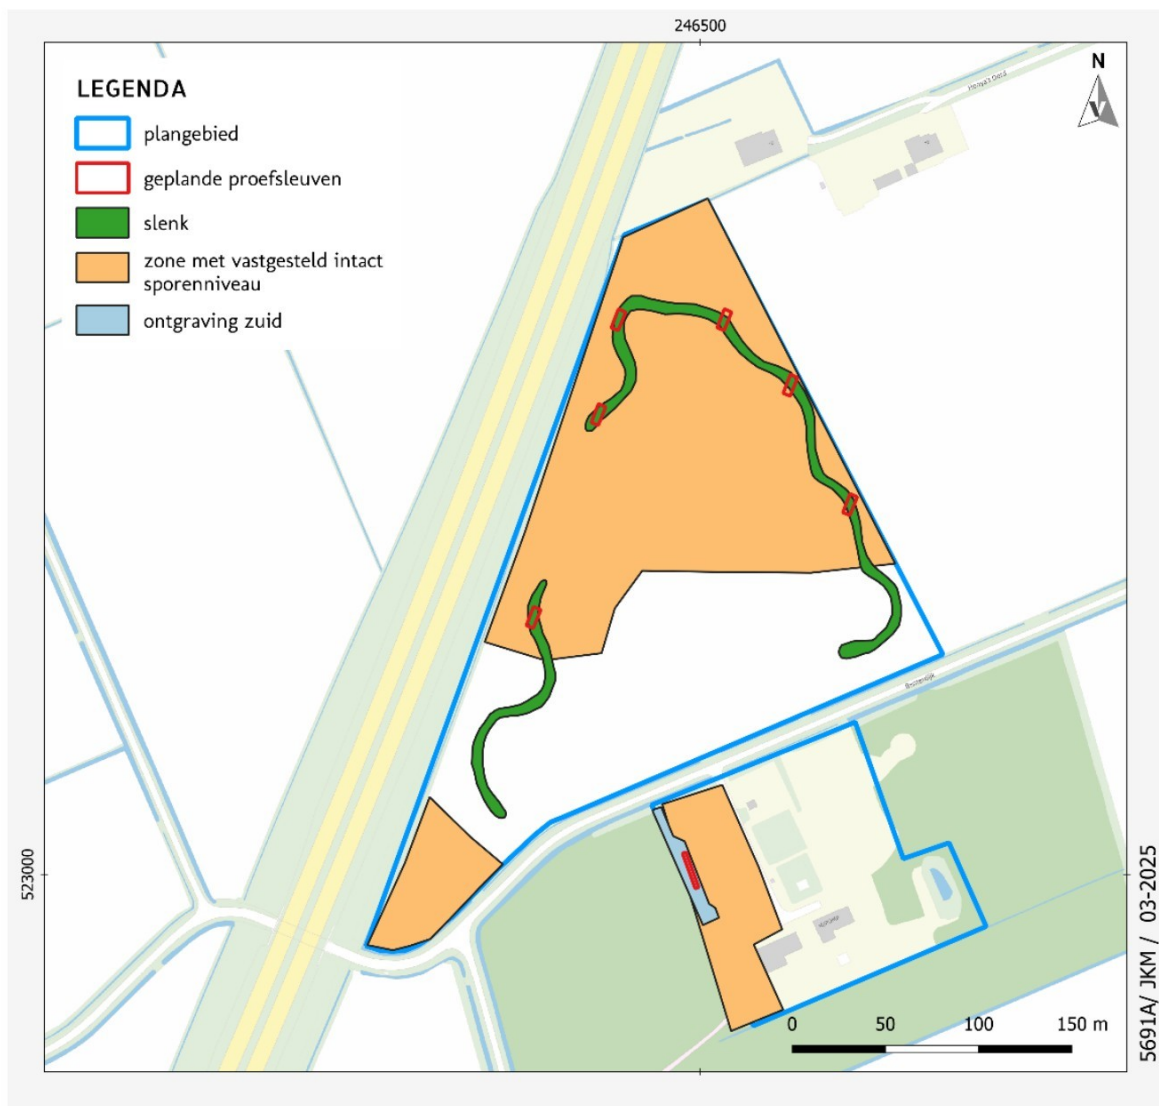 246500
N
LEGENDA
plangebied
geplande proefsleuven
slenk
zone met vastgesteld intact
sporenniveau
ontgraving zuid
523000
0 50 100 150 m
5691A/ JKM / 03-2025